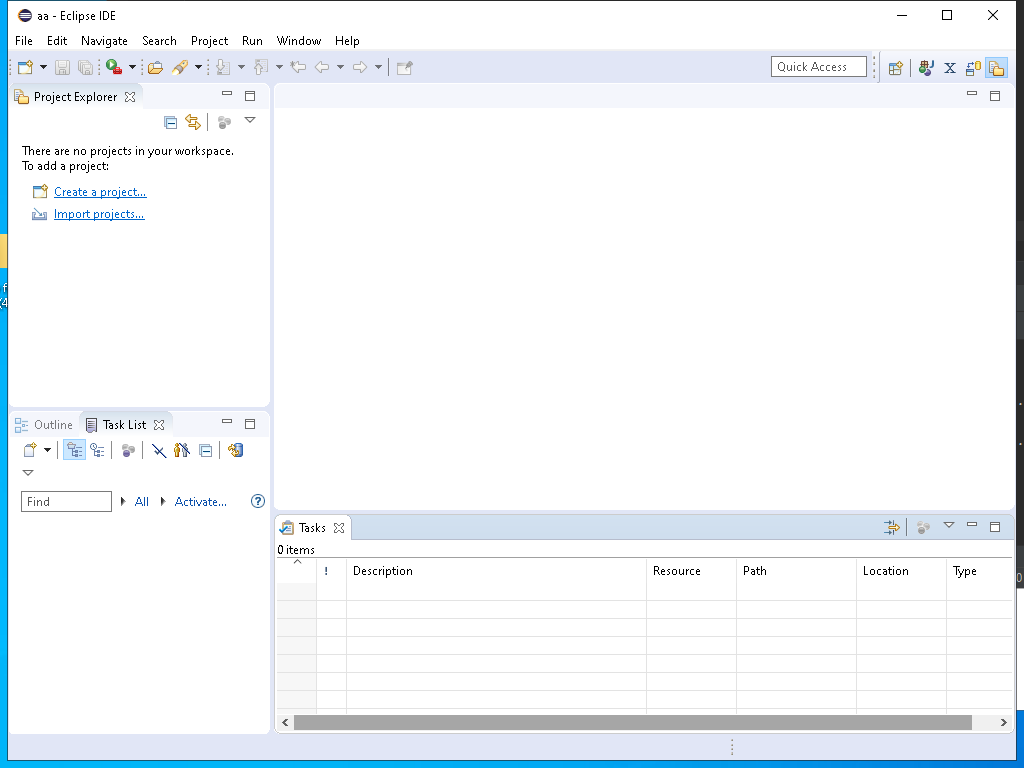 aa - Eclipse IDE
File Edit Navigate Search Project Run Window Help
Quick Access
Project Explorer
There are no projects in your workspace.
To add a project:
Create a project...
Import projects...
Outline Task List
Find All Activate...
Tasks
0 items
! Description Resource Path Location Type